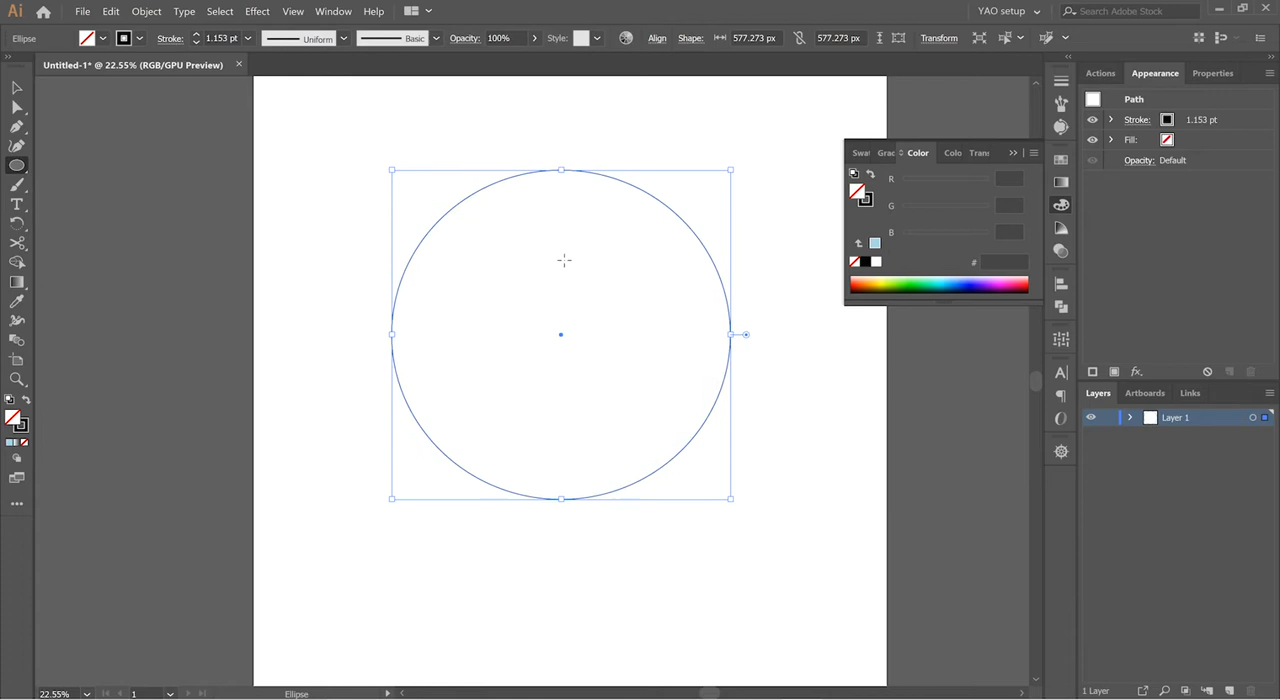 Ai File Edit Object Type Select Effect View Window Help YAO setup Search Adobe Stock
Ellipse Stroke: 1.153 pt Uniform Basic Opacity: 100% Style: Align Shape: 577.273 px 577.273 px Transform
Untitled-1* @ 22.55% (RGB/GPU Preview) ×
Actions Appearance Properties
Path
Stroke: 1.153 pt
Fill:
Opacity: Default
Swa Grac Color Colo Trans
R
G
B
#
fx.
Layers Artboards Links
Layer 1
22.55% 1 Ellipse 1 Layer